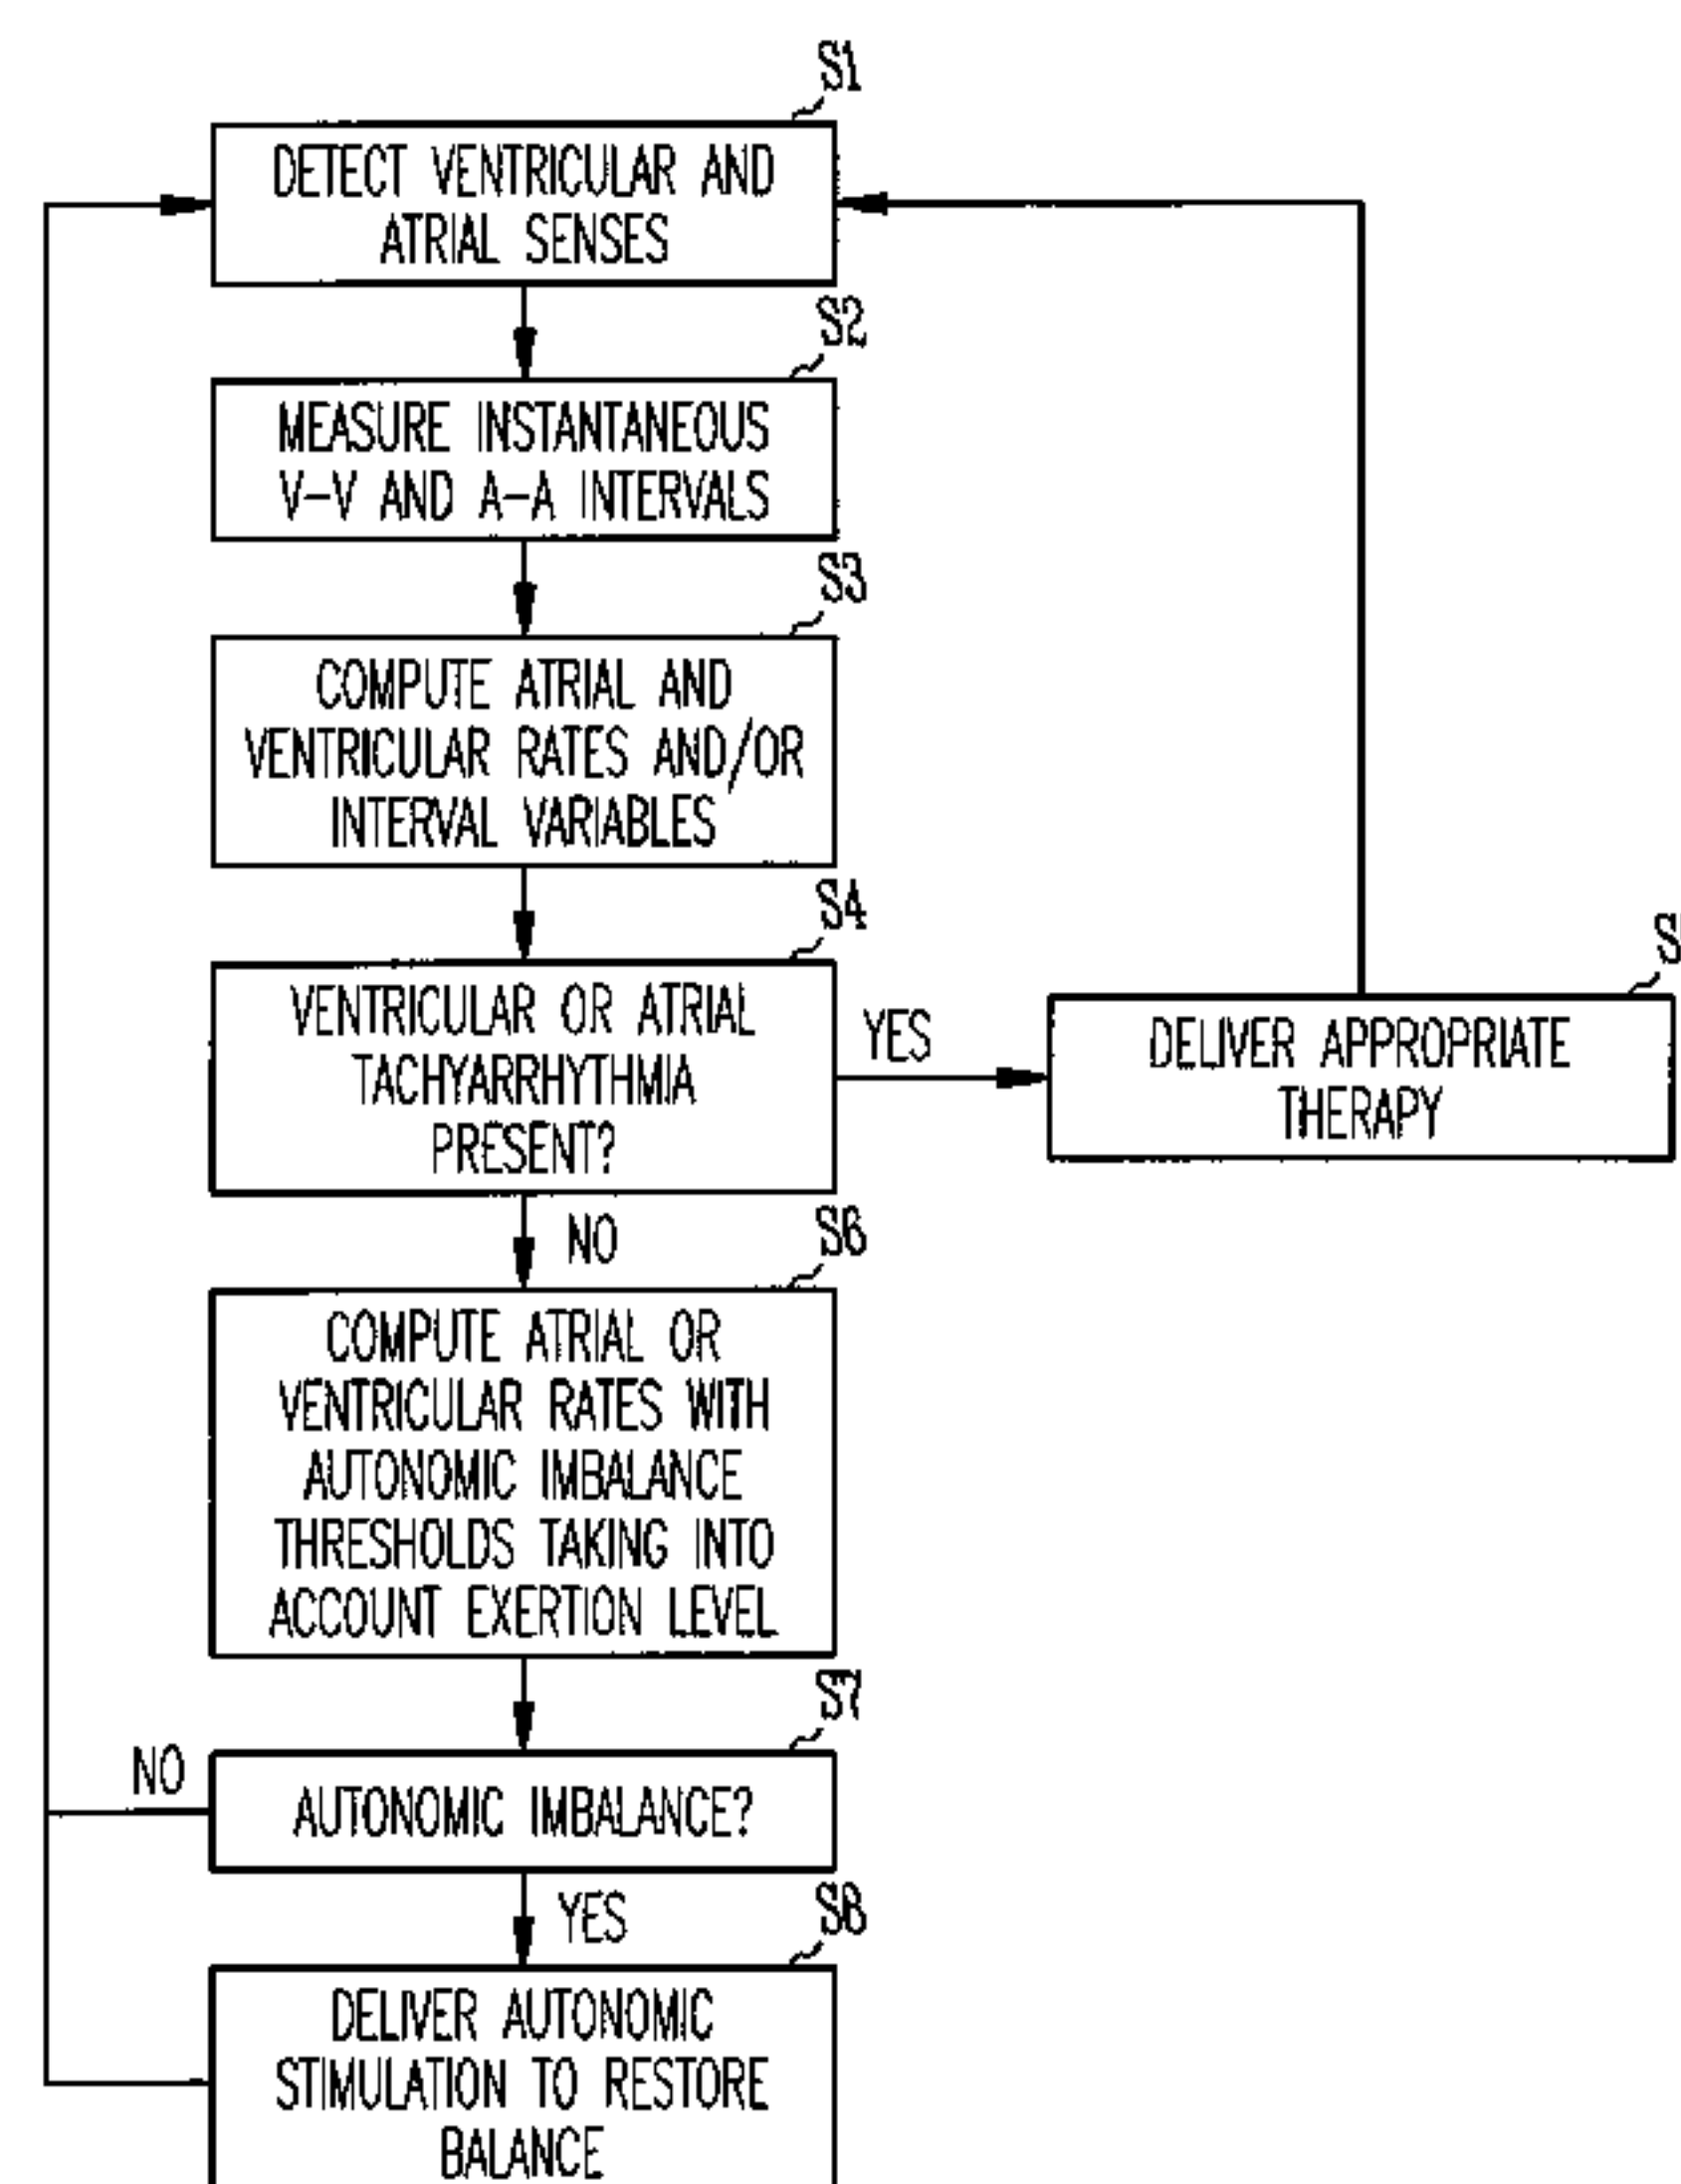 S1
DETECT VENTRICULAR AND
ATRIAL SENSES
S2
MEASURE INSTANTANEOUS
V-V AND A-A INTERVALS
S3
COMPUTE ATRIAL AND
VENTRICULAR RATES AND/OR
INTERVAL VARIABLES
S4
VENTRICULAR OR ATRIAL
TACHYARRHYTHMIA
PRESENT?
YES
DELIVER APPROPRIATE
THERAPY
NO
S6
COMPUTE ATRIAL OR
VENTRICULAR RATES WITH
AUTONOMIC IMBALANCE
THRESHOLDS TAKING INTO
ACCOUNT EXERTION LEVEL
S7
NO
AUTONOMIC IMBALANCE?
YES
S8
DELIVER AUTONOMIC
STIMULATION TO RESTORE
BALANCE